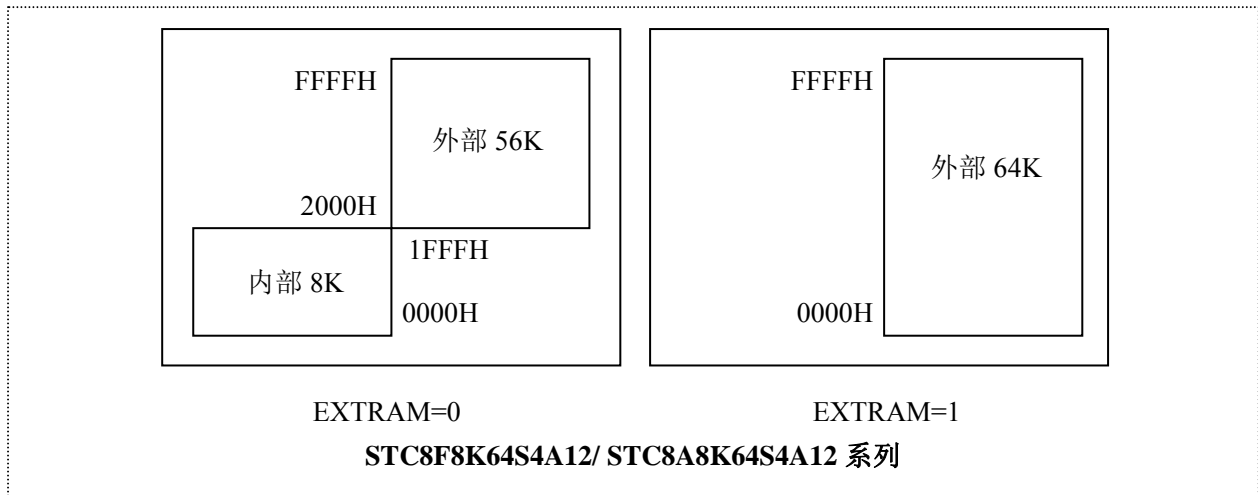 FFFFH
外部 56K
2000H
1FFFH
内部 8K
0000H
EXTRAM=0
FFFFH
外部 64K
0000H
EXTRAM=1
STC8F8K64S4A12/ STC8A8K64S4A12 系列